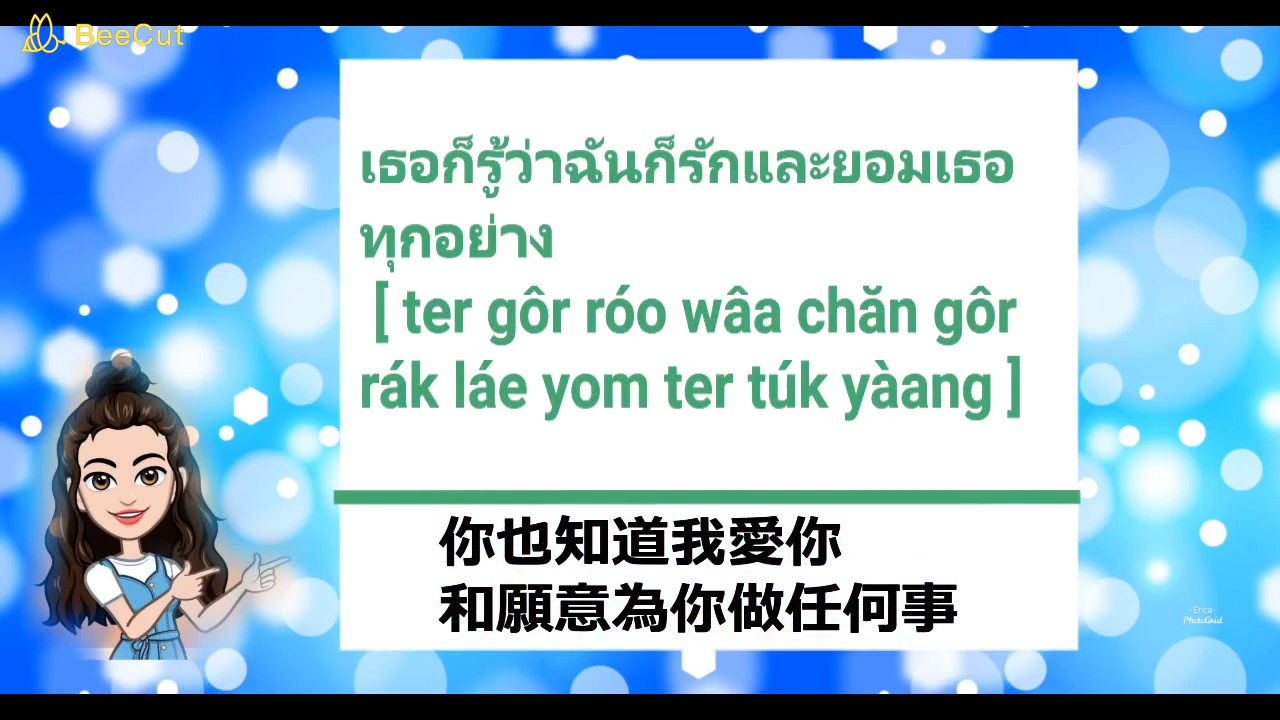 BeeCut
เธอก็รู้ว่าฉันก็รักและยอมเธอ
ทุกอย่าง
[ ter gôr róo wâa chăn gôr
rák láe yom ter túk yàang ]
你也知道我愛你
和願意為你做任何事
~Erica~
PhotoGrid